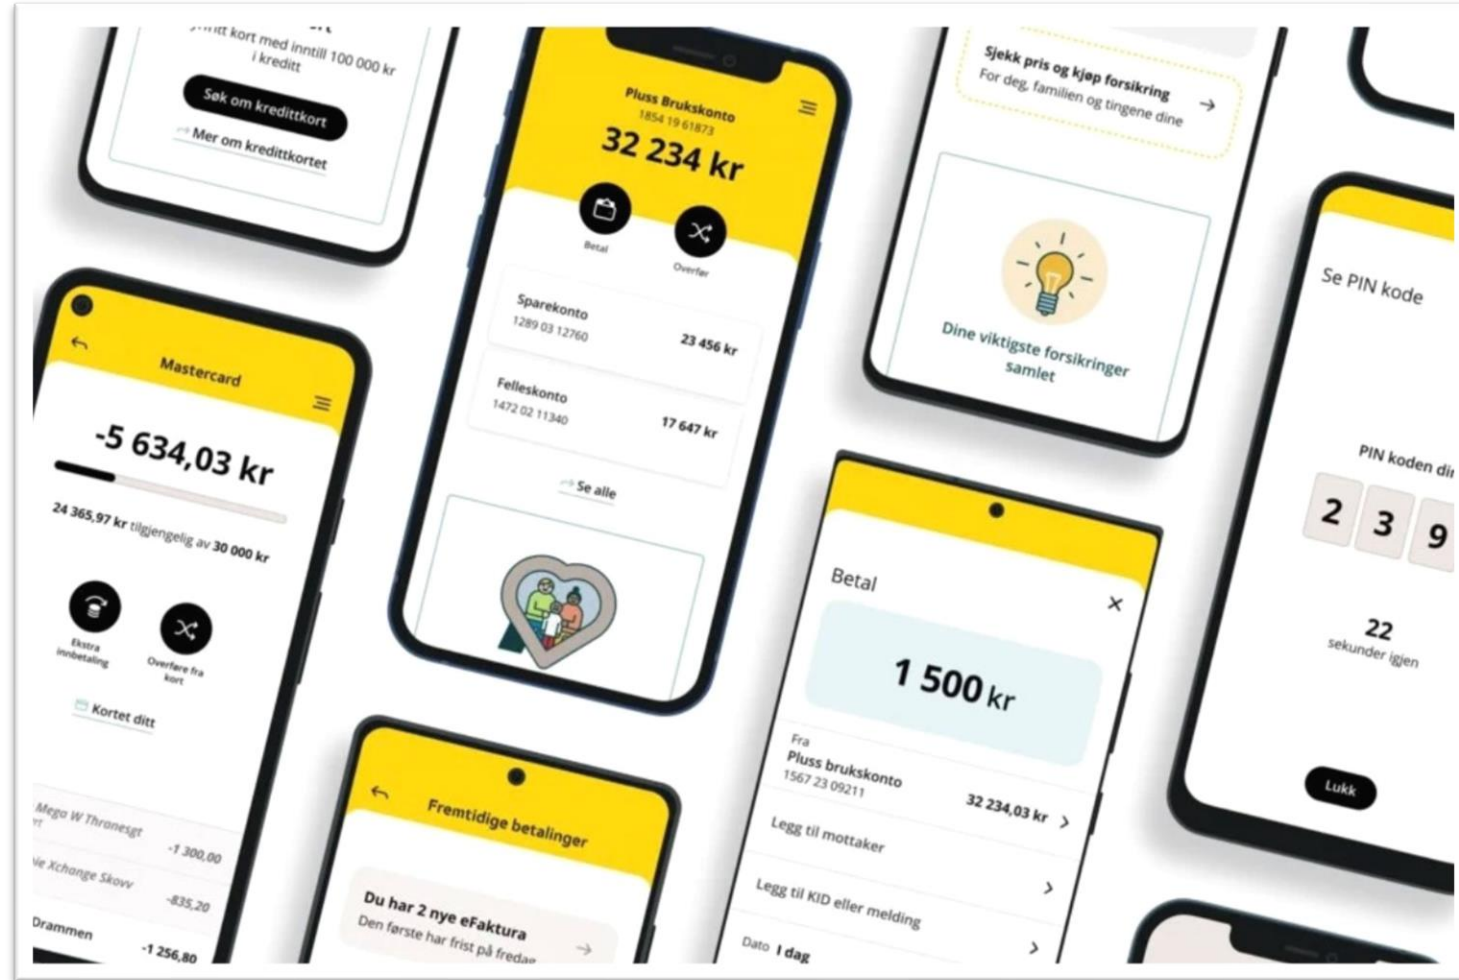 kort med inntill 100 000 kr
i kreditt
Søk om kredittkort
Mer om kredittkortet
Pluss Brukskonto
1854 19 61873
32 234 kr
Betal
Overfør
Sparekonto
1289 03 12760
23 456 kr
Felleskonto
1472 02 11340
17 647 kr
Se alle
Sjekk pris og kjøp forsikring
For deg, familien og tingene dine
Dine viktigste forsikringer
samlet
Se PIN kode
PIN koden
2 3 9
22
sekunder igjen
Lukk
Mastercard
-5 634,03 kr
24 365,97 kr tilgjengelig av 30 000 kr
Ekstra
innbetaling
Overføre fra
kort
Kortet ditt
Mega W Thranesgt
-1 300,00
Xchange Skovv
-835,20
Drammen
-1 256,80
Fremtidige betalinger
Du har 2 nye eFaktura
Den første har frist på fredag
Betal
1 500 kr
Fra
Pluss brukskonto
1567 23 09211
32 234,03 kr
Legg til mottaker
Legg til KID eller melding
Dato I dag